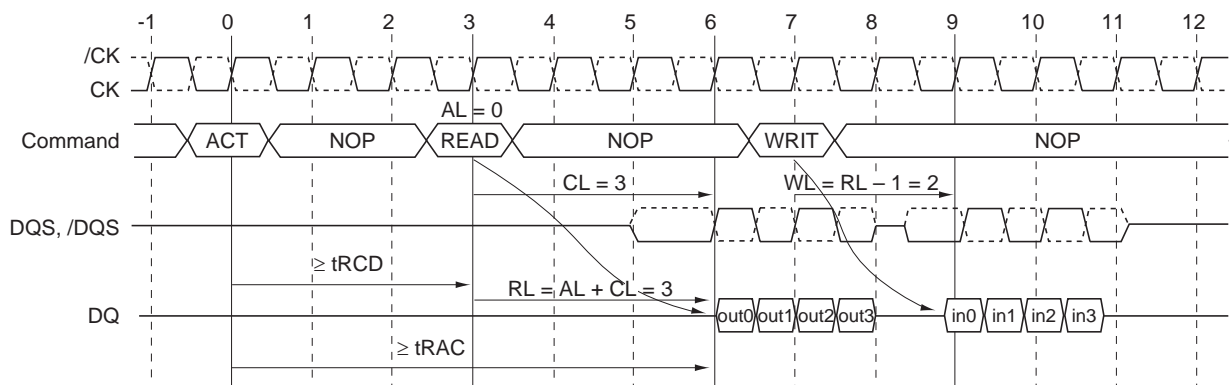 -1 0 1 2 3 4 5 6 7 8 9 10 11 12
/CK
CK
AL = 0
Command ACT NOP READ NOP WRIT NOP
CL = 3 WL = RL – 1 = 2
DQS, /DQS
≥ tRCD
RL = AL + CL = 3
DQ out0 out1 out2 out3 in0 in1 in2 in3
≥ tRAC